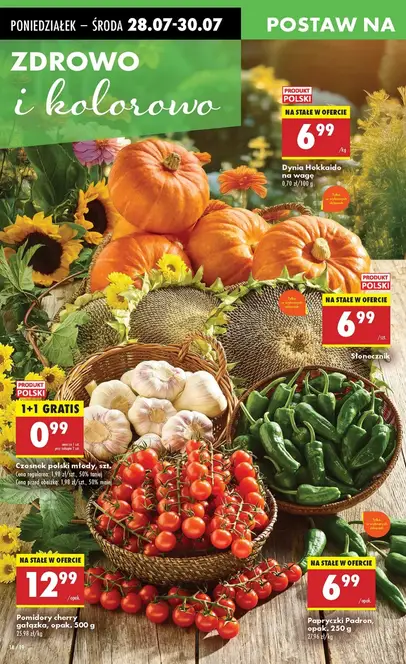 PONIEDZIAŁEK – ŚRODA 28.07-30.07
POSTAW NA
ZDROWO
i kolorowo
PRODUKT
POLSKI
NA STAŁE W OFERCIE
6.99
/kg
Dynia Hokkaido
na wagę
0,70 zł/100 g
PRODUKT
POLSKI
NA STAŁE W OFERCIE
6.99
/szt.
Słonecznik
PRODUKT
POLSKI
1+1 GRATIS
0.99
Czosnek polski młody, szt.
Cena regularna: 1,98 zł/szt., 50% taniej
Cena przed obniżką: 1,98 zł/szt., 50% taniej
NA STAŁE W OFERCIE
12.99
/opak.
Pomidory cherry
gałązka, opak. 500 g
25,98 zł/kg
NA STAŁE W OFERCIE
6.99
/opak.
Papryczki Padron,
opak. 250 g
27,96 zł/kg